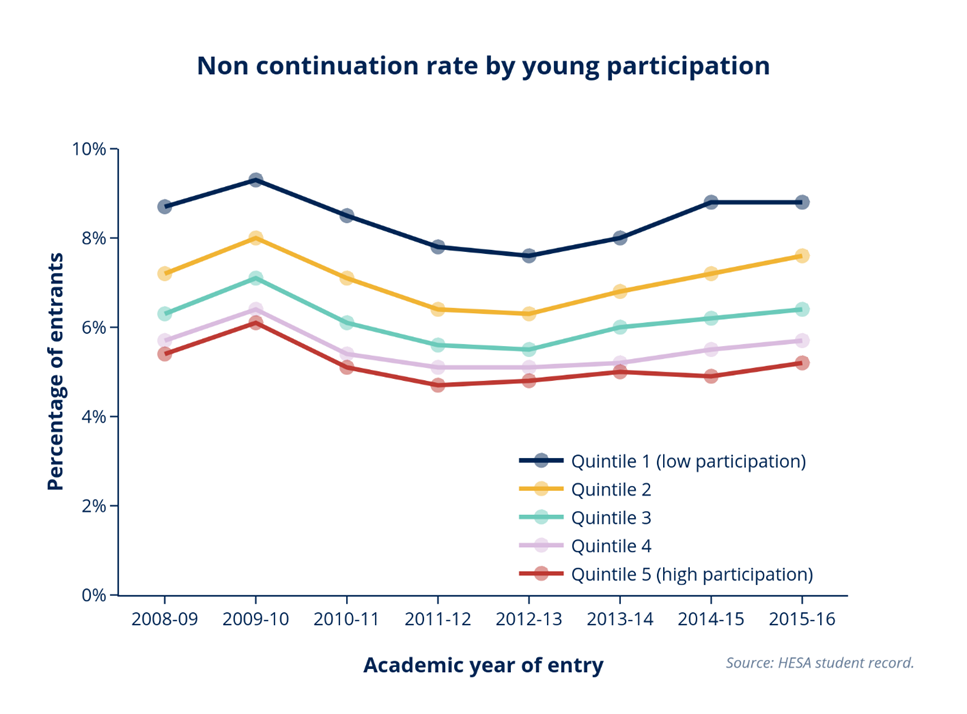 Non continuation rate by young participation
10%
8%
6%
4%
2%
0%
Percentage of entrants
Quintile 1 (low participation)
Quintile 2
Quintile 3
Quintile 4
Quintile 5 (high participation)
2008-09 2009-10 2010-11 2011-12 2012-13 2013-14 2014-15 2015-16
Academic year of entry
Source: HESA student record.